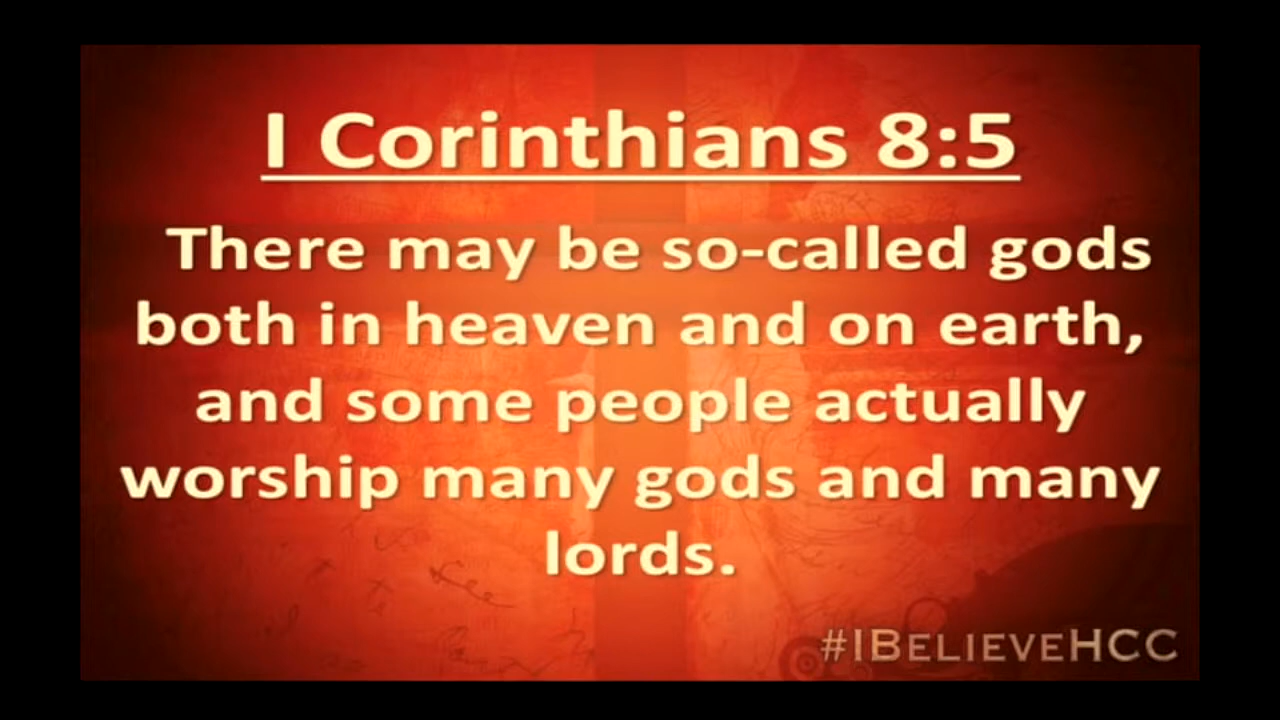 I Corinthians 8:5
There may be so-called gods
both in heaven and on earth,
and some people actually
worship many gods and many
lords.
#IBELIEVEHCC